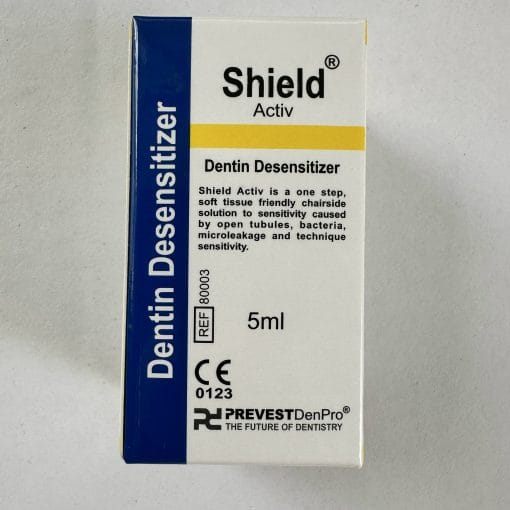 Dentin Desensitizer
Shield®
Activ
Dentin Desensitizer
Shield Activ is a one step,
soft tissue friendly chairside
solution to sensitivity caused
by open tubules, bacteria,
microleakage and technique
sensitivity.
REF 80003
5ml
CE
0123
PREVESTDenPro®
THE FUTURE OF DENTISTRY